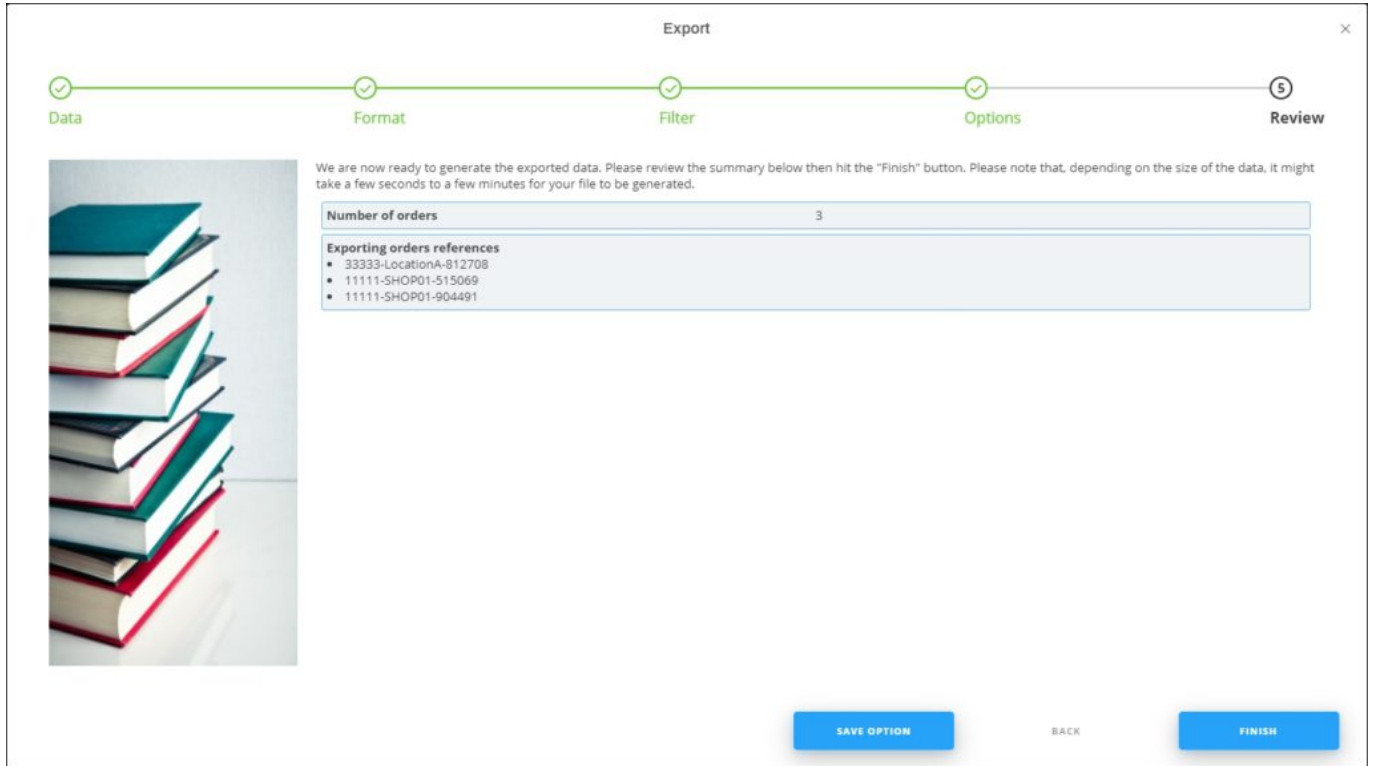 Export
×
Data
Format
Filter
Options
5
Review
We are now ready to generate the exported data. Please review the summary below then hit the "Finish" button. Please note that, depending on the size of the data, it might
take a few seconds to a few minutes for your file to be generated.
Number of orders 3
Exporting orders references
• 33333-LocationA-812708
• 11111-SHOP01-515069
• 11111-SHOP01-904491
SAVE OPTION BACK FINISH